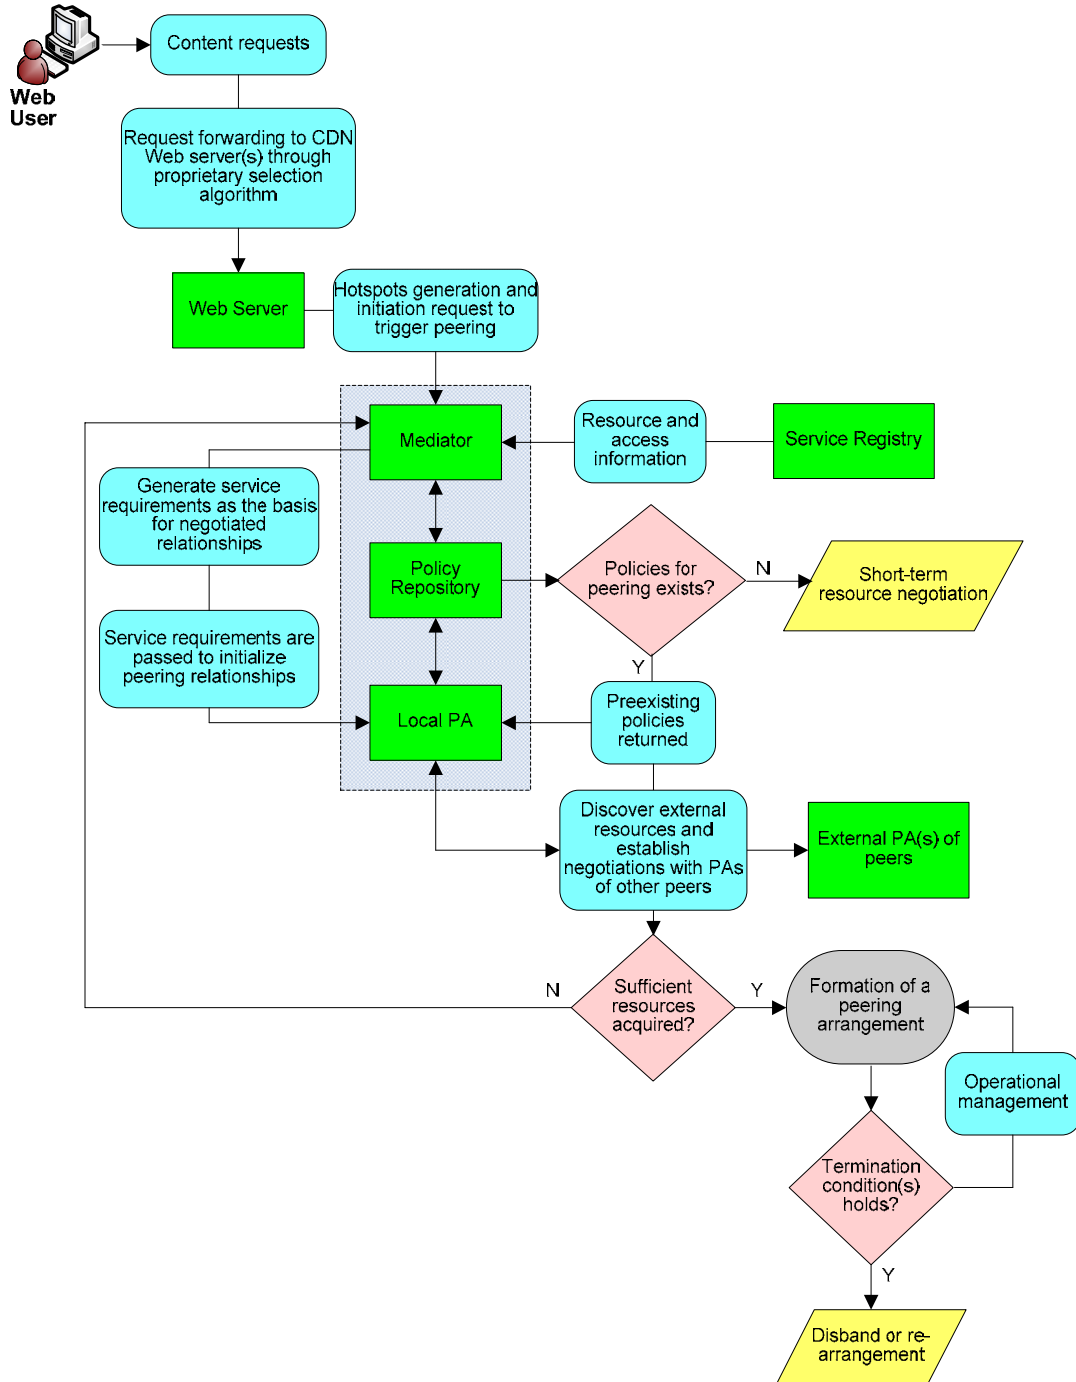 Web
User
Content requests
Request forwarding to CDN
Web server(s) through
proprietary selection
algorithm
Web Server
Hotspots generation and
initiation request to
trigger peering
Mediator
Resource and
access
information
Service Registry
Generate service
requirements as the basis
for negotiated
relationships
Policy
Repository
Policies for
peering exists?
N
Short-term
resource negotiation
Service requirements are
passed to initialize
peering relationships
Y
Local PA
Preexisting
policies
returned
Discover external
resources and
establish
negotiations with PAs
of other peers
External PA(s) of
peers
N
Sufficient
resources
acquired?
Y
Formation of a
peering
arrangement
Operational
management
Termination
condition(s)
holds?
Y
Disband or re-
arrangement